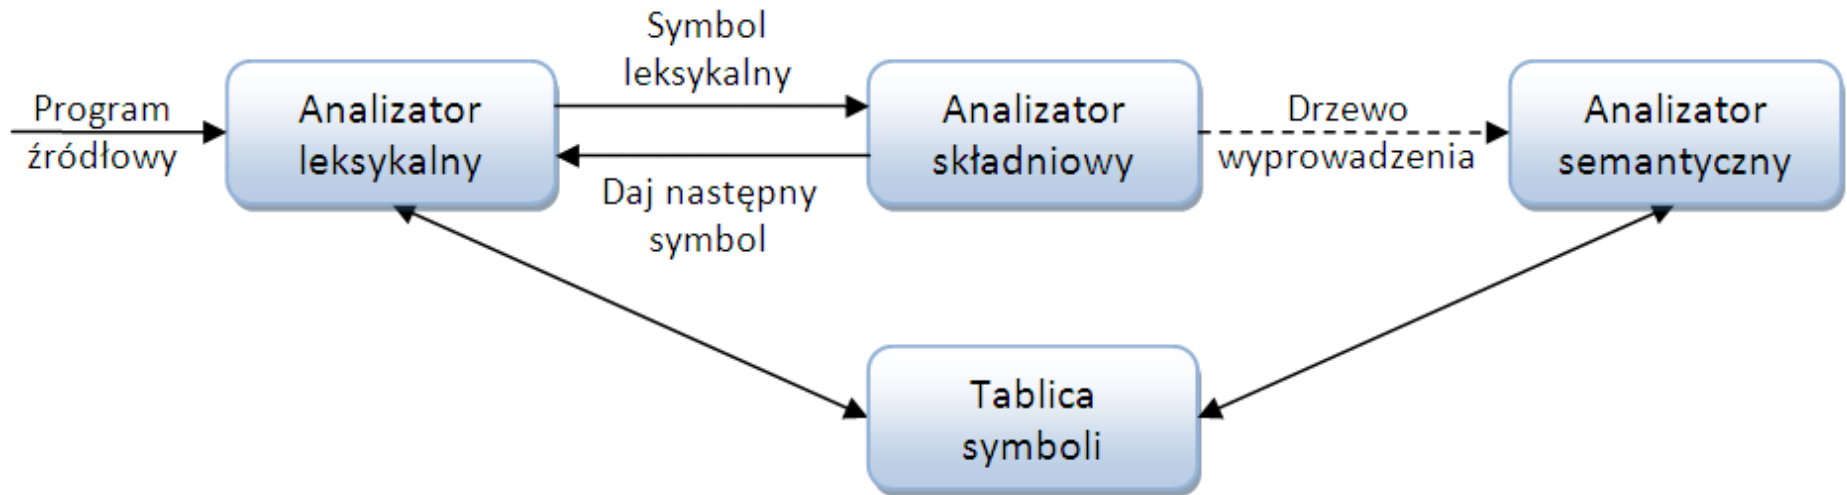 Program
źródłowy
Analizator
leksykalny
Symbol
leksykalny
Daj następny
symbol
Analizator
składniowy
Drzewo
wyprowadzenia
Analizator
semantyczny
Tablica
symboli